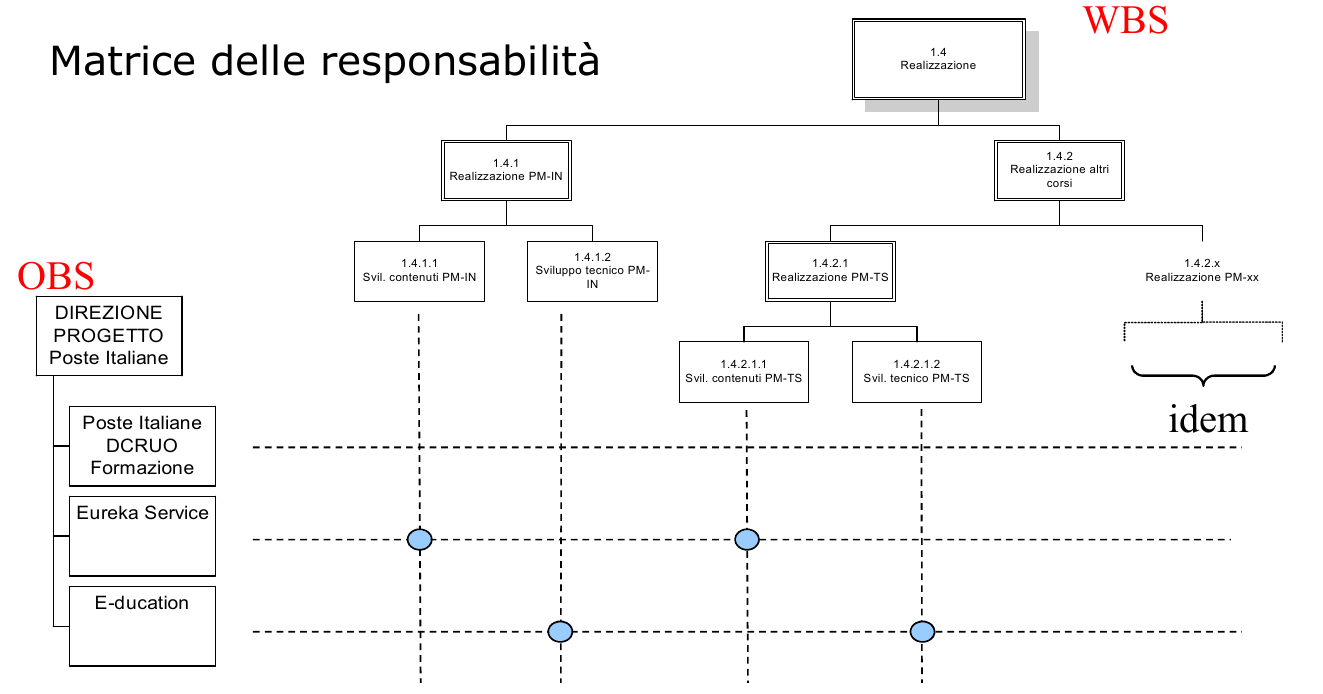 WBS
Matrice delle responsabilità
1.4
Realizzazione
1.4.1
Realizzazione PM-IN
1.4.2
Realizzazione altri
corsi
1.4.1.1
Svil. contenuti PM-IN
1.4.1.2
Sviluppo tecnico PM-
IN
1.4.2.1
Realizzazione PM-TS
1.4.2.x
Realizzazione PM-xx
1.4.2.1.1
Svil. contenuti PM-TS
1.4.2.1.2
Svil. tecnico PM-TS
idem
OBS
DIREZIONE
PROGETTO
Poste Italiane
Poste Italiane
DCRUO
Formazione
Eureka Service
E-ducation